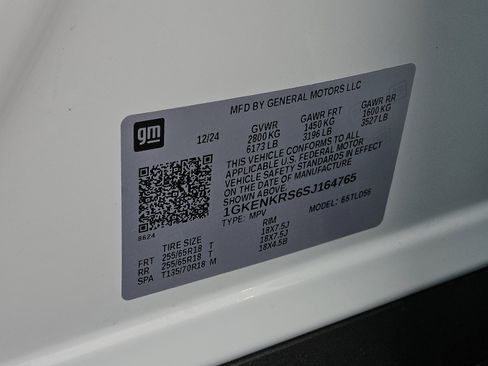 MFD BY GENERAL MOTORS LLC
gm
12/24
GVWR GAWR FRT GAWR RR
2800 KG 1450 KG 1600 KG
6173 LB 3196 LB 3527 LB
THIS VEHICLE CONFORMS TO ALL
APPLICABLE U.S. FEDERAL MOTOR
VEHICLE SAFETY STANDARDS IN
EFFECT ON THE DATE OF MANUFACTURE
SHOWN ABOVE
1GKENKRS6SJ164765
TYPE: MPV MODEL: 6STLD56
8624
TIRE SIZE RIM
FRT 255/65R18 T 18X7.5J
RR 255/65R18 T 18X7.5J
SPA T135/70R18 M 18X4.5B